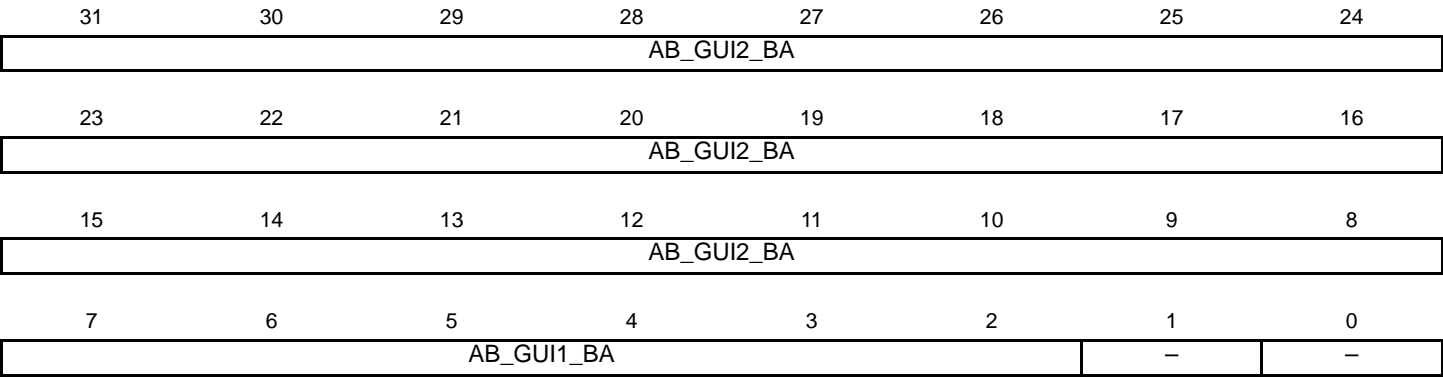 31 30 29 28 27 26 25 24
AB_GUI2_BA
23 22 21 20 19 18 17 16
AB_GUI2_BA
15 14 13 12 11 10 9 8
AB_GUI2_BA
7 6 5 4 3 2 1 0
AB_GUI1_BA – –